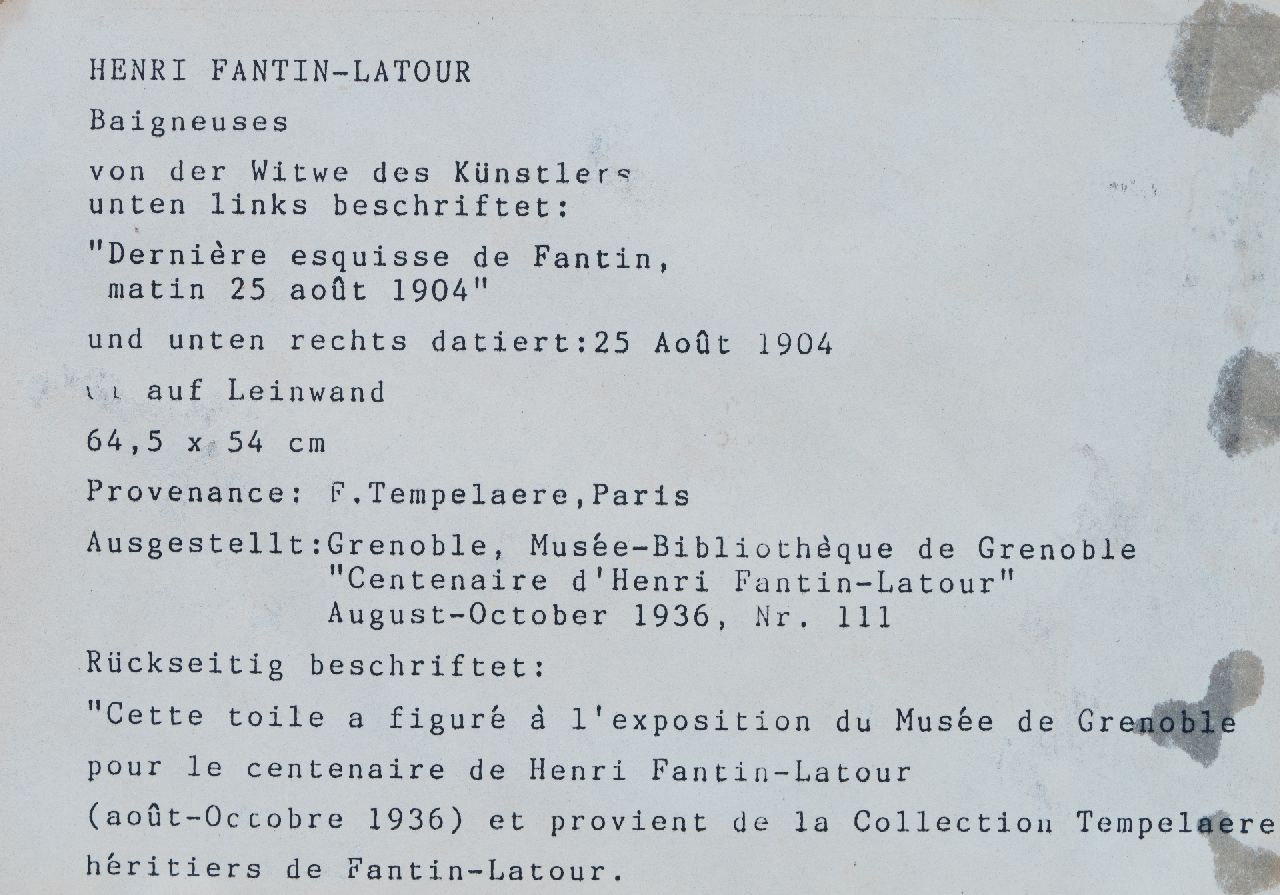 HENRI FANTIN-LATOUR
Baigneuses
von der Witwe des Künstlers
unten links beschriftet:
"Dernière esquisse de Fantin,
matin 25 août 1904"
und unten rechts datiert:25 Août 1904
auf Leinwand
64,5 x 54 cm
Provenance: F.Tempelaere,Paris
Ausgestellt:Grenoble, Musée-Bibliothèque de Grenoble
"Centenaire d'Henri Fantin-Latour"
August-October 1936, Nr. 111
Rückseitig beschriftet:
"Cette toile a figuré à l'exposition du Musée de Grenoble
pour le centenaire de Henri Fantin-Latour
(août-Octobre 1936) et provient de la Collection Tempelaere
héritiers de Fantin-Latour.